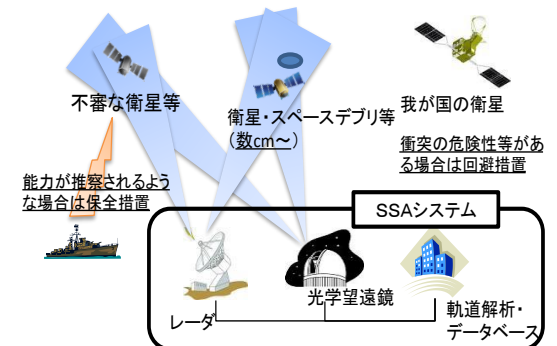 不審な衛星等
衛星・スペースデブリ等
（数cm～）
我が国の衛星
衝突の危険性等があ
る場合は回避措置
能力が推察されるよう
な場合は保全措置
SSAシステム
レーダ
光学望遠鏡
軌道解析・
データベース